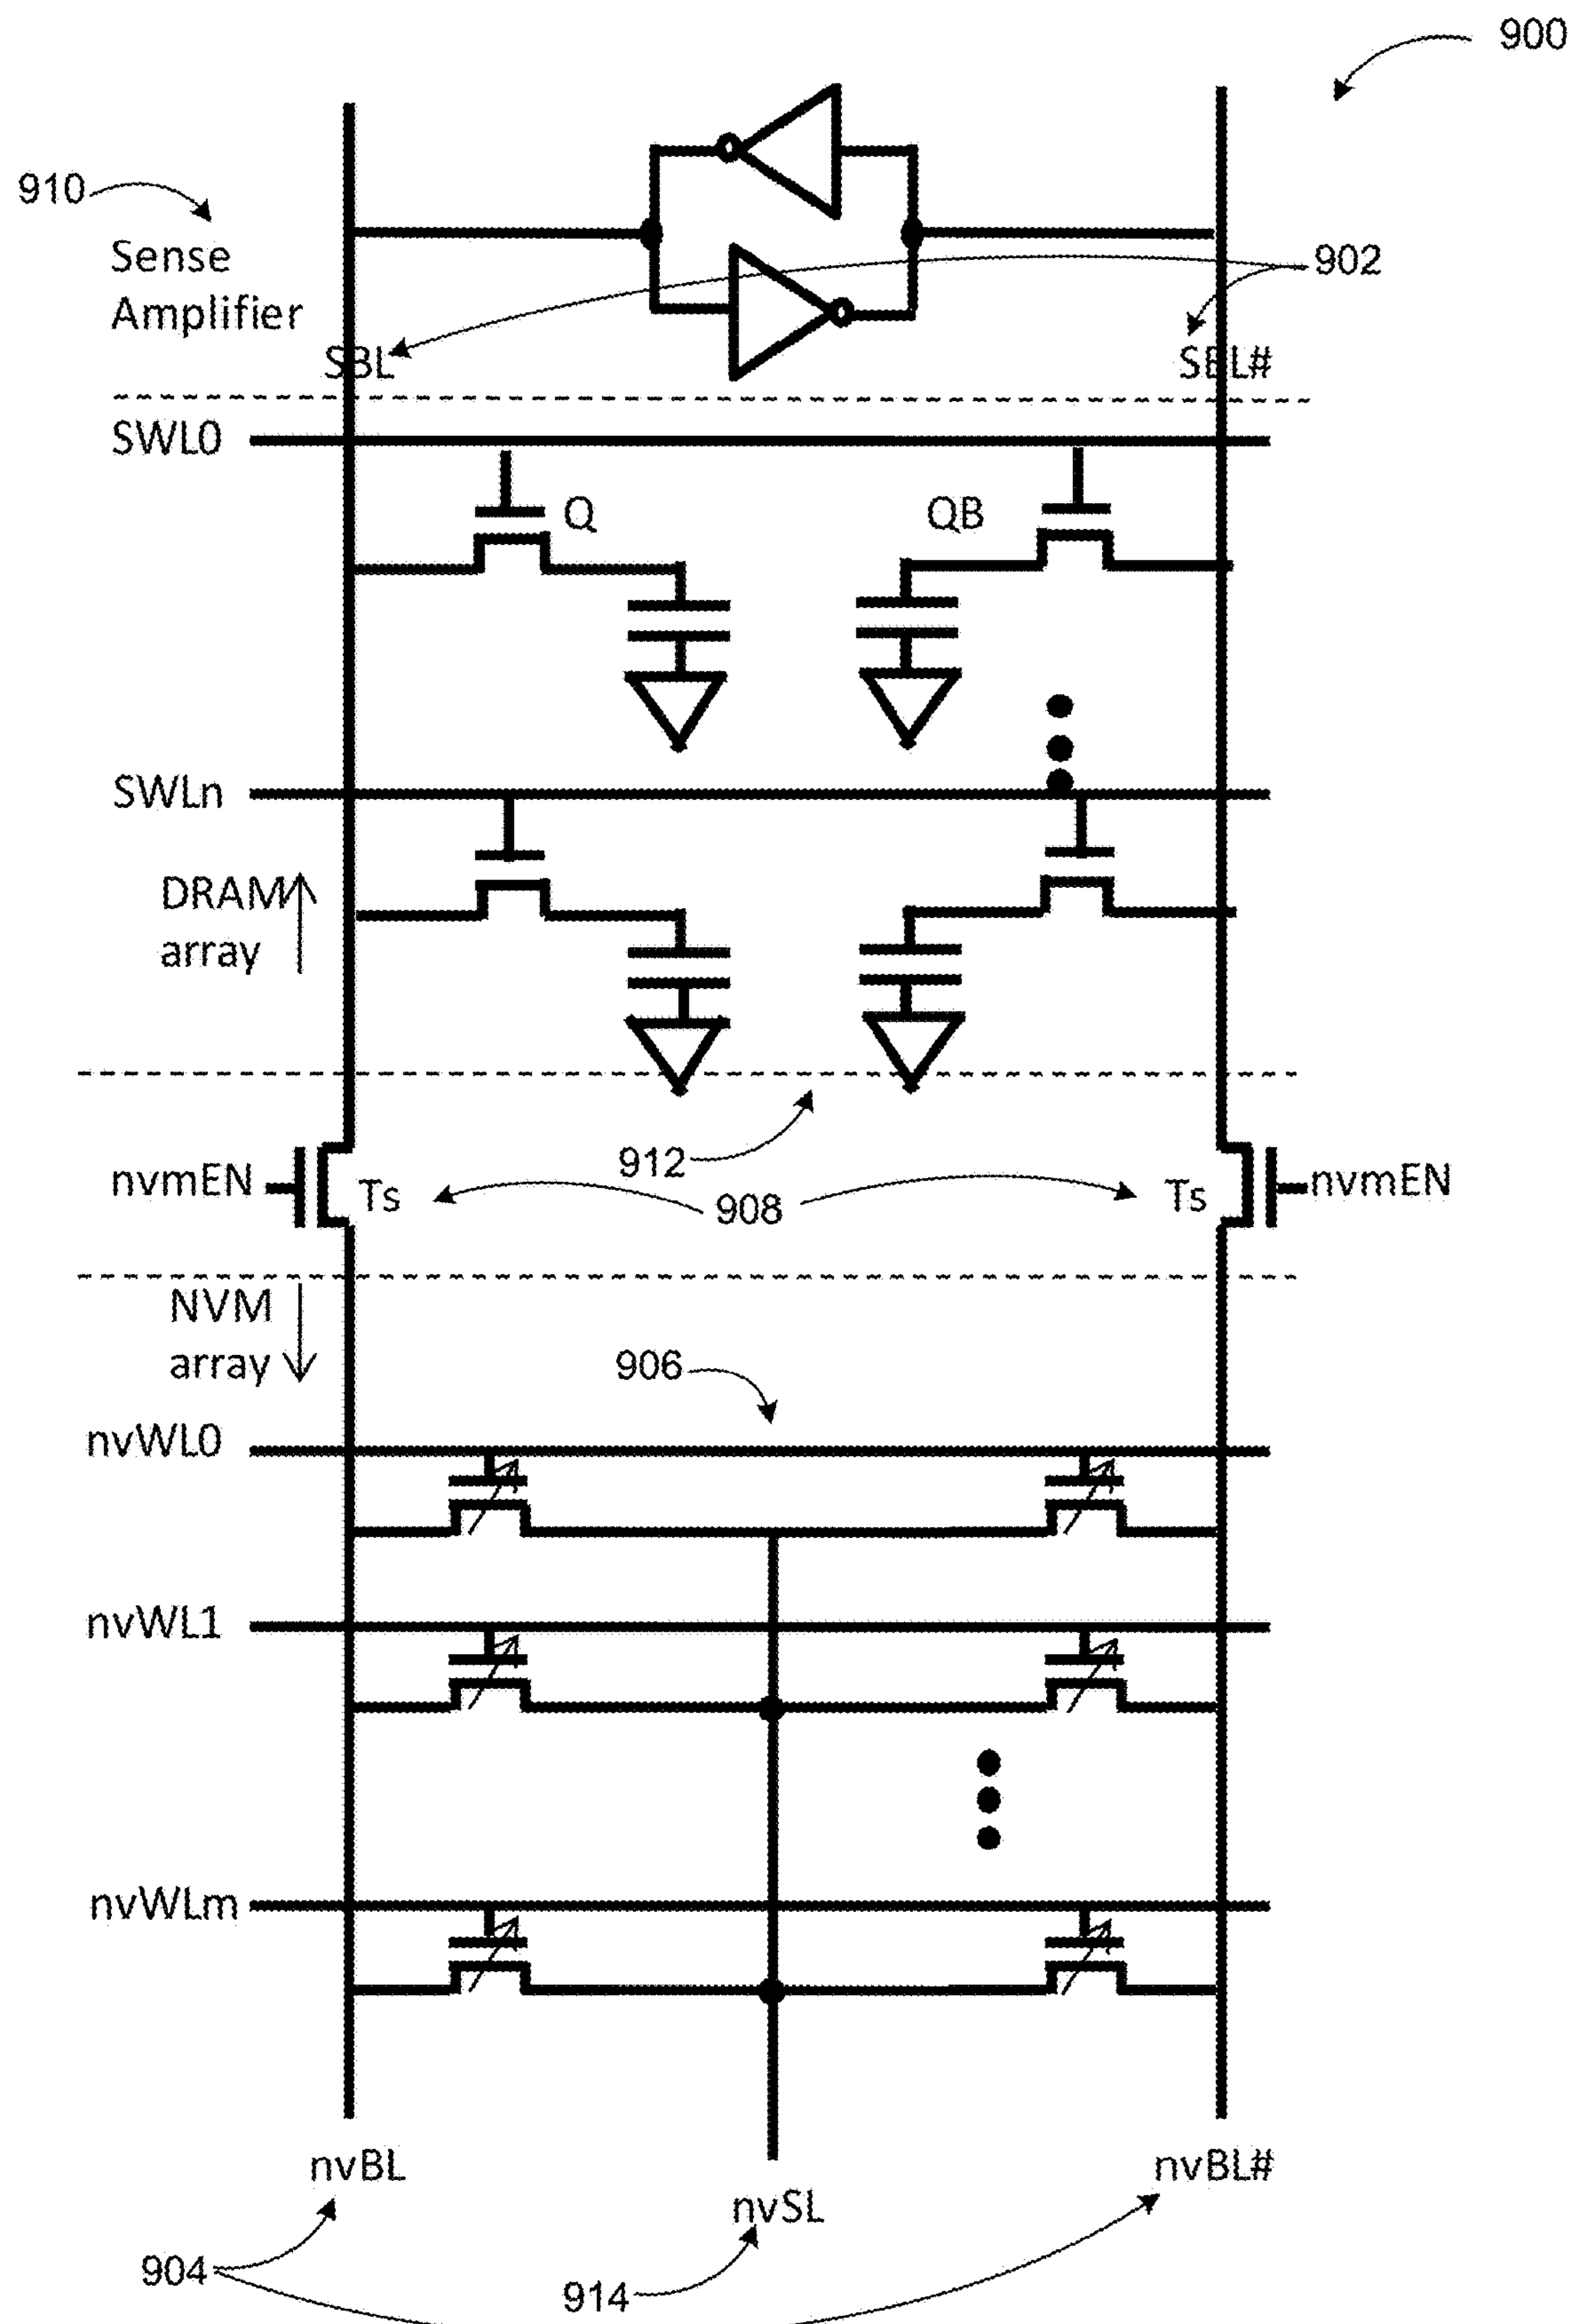 900
910
Sense
Amplifier
902
SBL
SBL#
SWL0
Q
QB
SWLn
DRAM
array
912
nvmEN
Ts
908
Ts
nvmEN
NVM
array
906
nvWL0
nvWL1
nvWLm
nvBL
nvSL
nvBL#
904
914